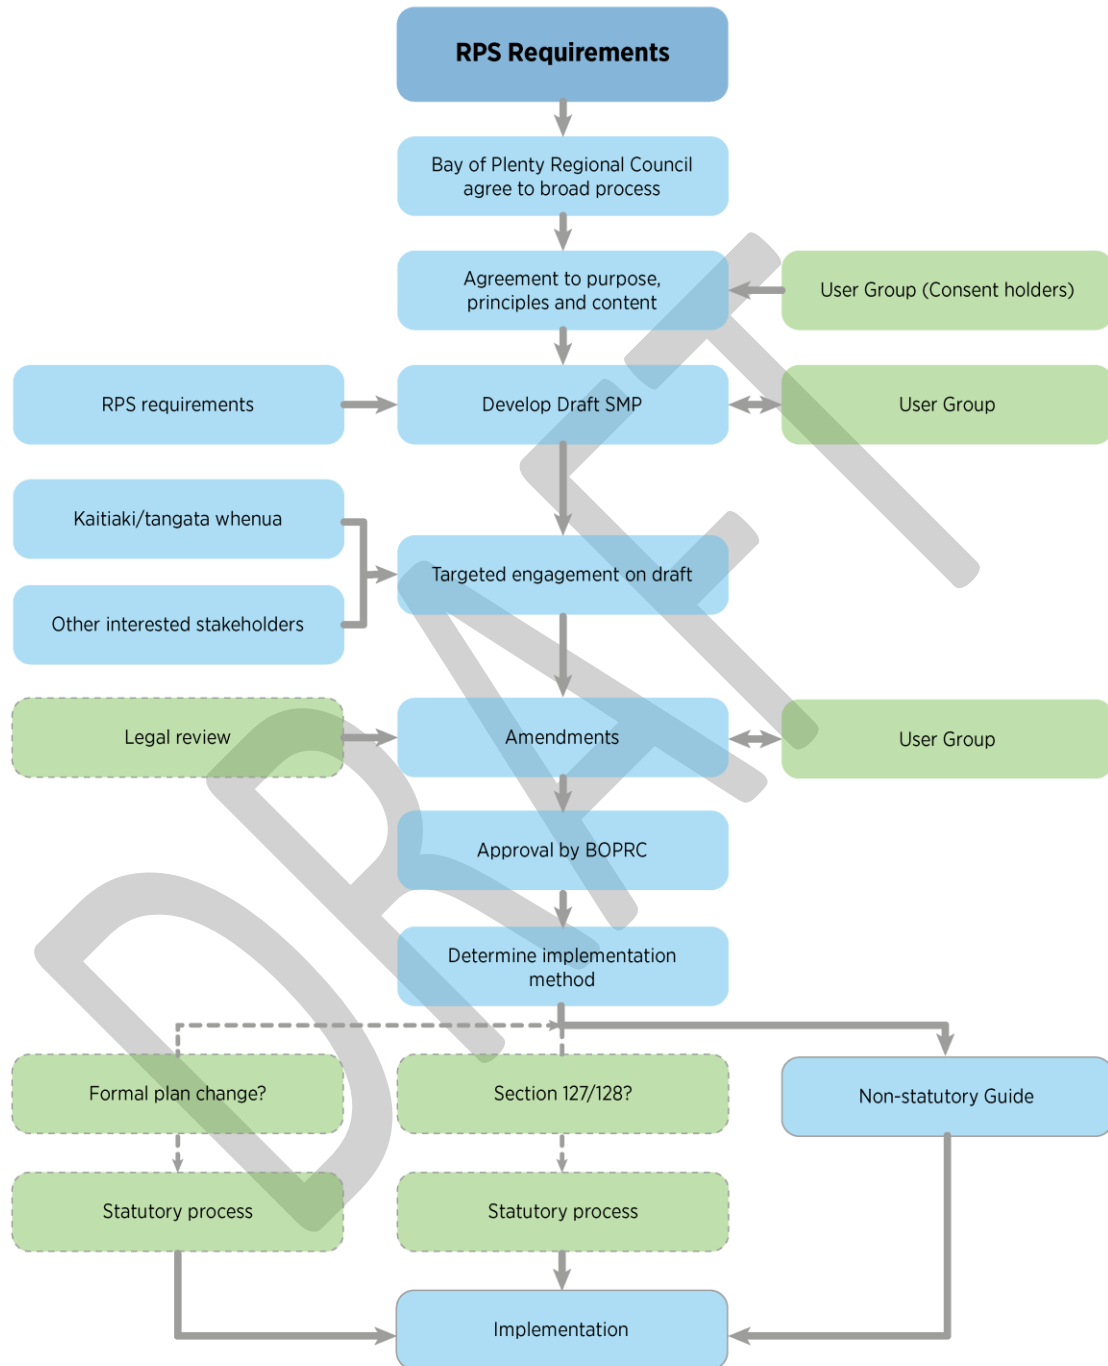 RPS Requirements
Bay of Plenty Regional Council
agree to broad process
Agreement to purpose,
principles and content
User Group (Consent holders)
RPS requirements
Develop Draft SMP
User Group
Kaitiaki/tangata whenua
Targeted engagement on draft
Other interested stakeholders
Legal review
Amendments
User Group
Approval by BOPRC
Determine implementation
method
Formal plan change?
Section 127/128?
Non-statutory Guide
Statutory process
Statutory process
Implementation
DRAFT